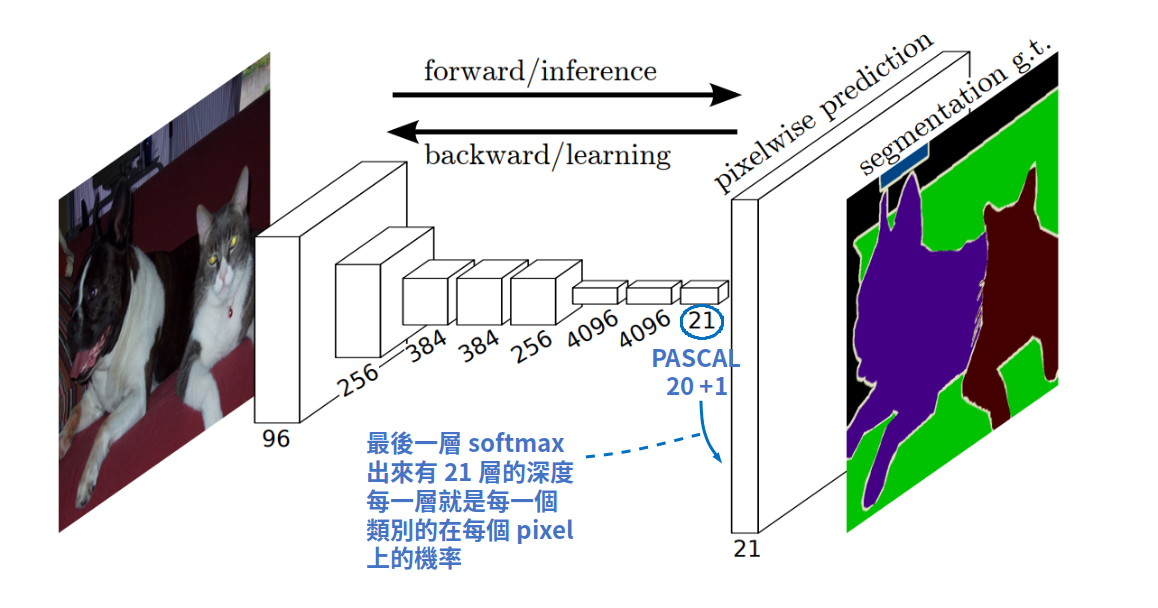 forward/inference
backward/learning
pixelwise prediction
segmentation g.t.
96
256
384
384
256
4096
4096
21
PASCAL
20 +1
21
最後一層 softmax
出來有 21 層的深度
每一層就是每一個
類別的在每個 pixel
上的機率